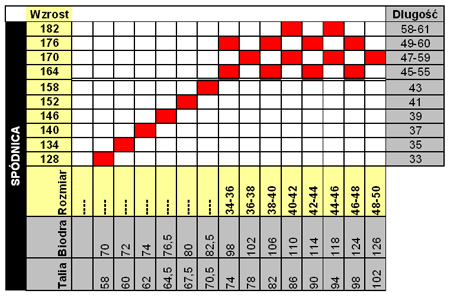 Wzrost Długość
182 58-61
176 49-60
170 47-59
164 45-55
158 43
152 41
146 39
140 37
134 35
128 33
SPÓDNICA
Rozmiar ---- ---- ---- ---- ---- ---- ---- 34-36 36-38 38-40 40-42 42-44 44-46 46-48 48-50
Biodra 70 72 74 76.5 80 82.5 98 102 106 110 114 118 124 126
Talia 58 60 62 64,5 67,5 70,5 74 78 82 86 90 94 98 102